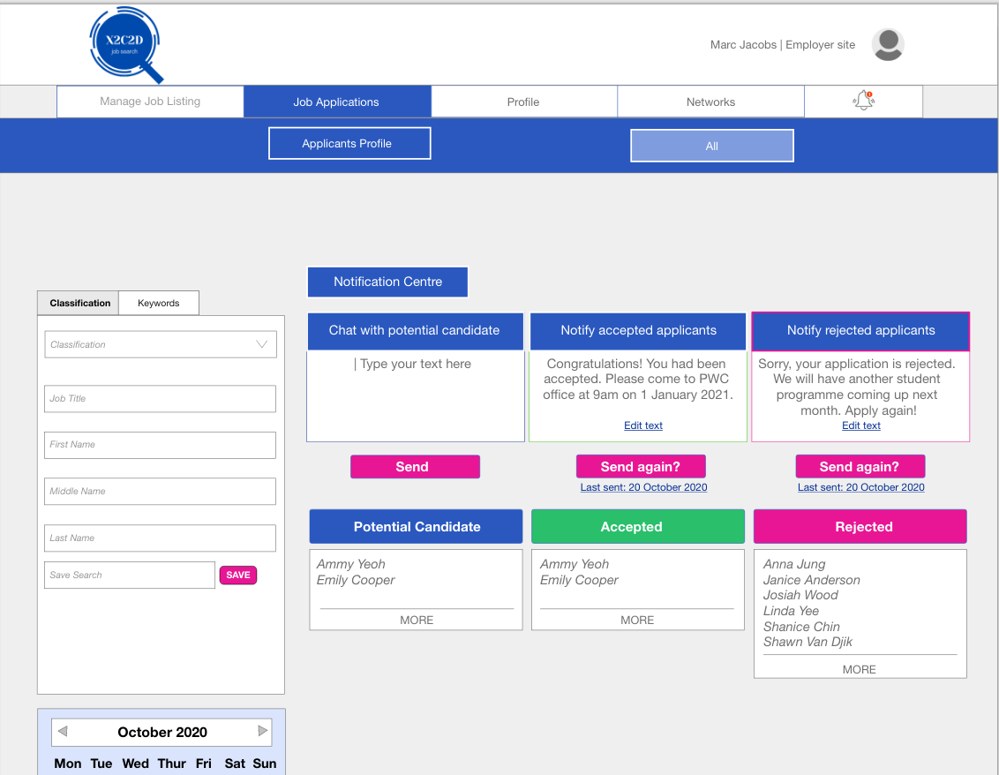 X2C2D
job search
Marc Jacobs | Employer site
Manage Job Listing
Job Applications
Profile
Networks
Applicants Profile
All
Notification Centre
Classification
Keywords
Classification
Job Title
First Name
Middle Name
Last Name
Save Search
SAVE
Chat with potential candidate
| Type your text here
Send
Notify accepted applicants
Congratulations! You had been
accepted. Please come to PWC
office at 9am on 1 January 2021.
Edit text
Send again?
Last sent: 20 October 2020
Notify rejected applicants
Sorry, your application is rejected.
We will have another student
programme coming up next
month. Apply again!
Edit text
Send again?
Last sent: 20 October 2020
Potential Candidate
Ammy Yeoh
Emily Cooper
MORE
Accepted
Ammy Yeoh
Emily Cooper
MORE
Rejected
Anna Jung
Janice Anderson
Josiah Wood
Linda Yee
Shanice Chin
Shawn Van Djik
MORE
October 2020
Mon Tue Wed Thur Fri Sat Sun